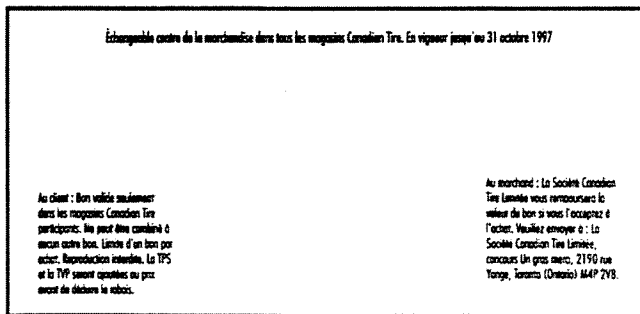 Échangeable contre de la marchandise dans tous les magasins Canadian Tire. En vigueur jusqu'au 31 octobre 1997
Au client : Bon valide seulement
dans les magasins Canadian Tire
participants. Ne peut être combiné à
aucun autre bon. Limite d'un bon par
achat. Reproduction interdite. La TPS
et la TVP seront ajoutées au prix
avant de déduire le rabais.
Au marchand : La Société Canadian
Tire Limitée vous remboursera la
valeur du bon si vous l'acceptez à
l'achat. Veuillez envoyer à : La
Société Canadian Tire Limitée,
concours Un gros merci, 2190 rue
Yonge, Toronto (Ontario) M4P 2V8.